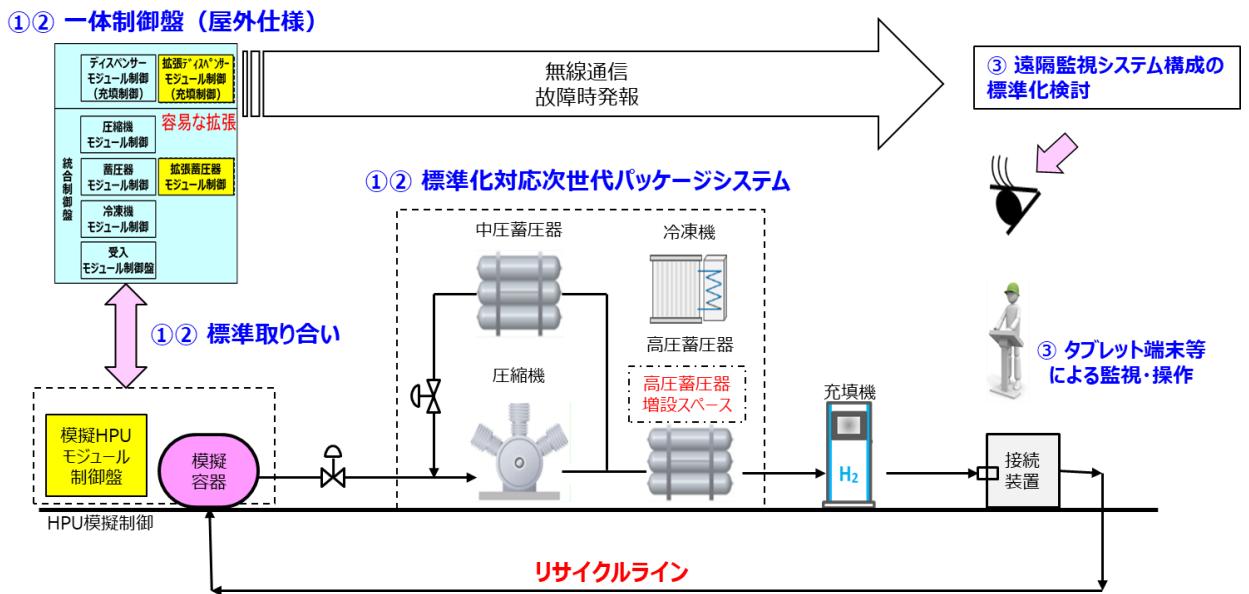 ①② 一体制御盤（屋外仕様）
ディスペンサー
モジュール制御
（充填制御）
拡張ディスペンサー
モジュール制御
（充填制御）
統合制御盤
圧縮機
モジュール制御
容易な拡張
蓄圧器
モジュール制御
拡張蓄圧器
モジュール制御
冷凍機
モジュール制御
受入
モジュール制御盤
無線通信
故障時発報
③ 遠隔監視システム構成の
標準化検討
①② 標準化対応次世代パッケージシステム
①② 標準取り合い
中圧蓄圧器
冷凍機
圧縮機
高圧蓄圧器
高圧蓄圧器
増設スペース
③ タブレット端末等
による監視・操作
充填機
H2
接続
装置
模擬HPU
モジュール
制御盤
模擬
容器
HPU模擬制御
リサイクルライン